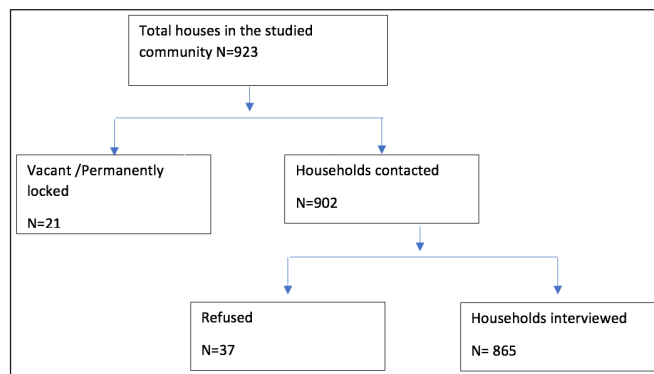 Total houses in the studied
community N=923
Vacant /Permanently
locked
N=21
Households contacted
N=902
Refused
N=37
Households interviewed
N= 865